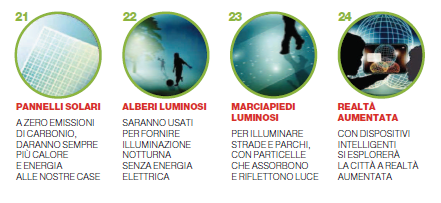 21
PANNELLI SOLARI
A ZERO EMISSIONI
DI CARBONIO,
DARANNO SEMPRE
PIÙ CALORE
E ENERGIA
ALLE NOSTRE CASE
22
ALBERI LUMINOSI
SARANNO USATI
PER FORNIRE
ILLUMINAZIONE
NOTTURNA
SENZA ENERGIA
ELETTRICA
23
MARCIAPIEDI
LUMINOSI
PER ILLUMINARE
STRADE E PARCHI,
CON PARTICELLE
CHE ASSORBONO
E RIFLETTONO LUCE
24
REALTÀ
AUMENTATA
CON DISPOSITIVI
INTELLIGENTI
SI ESPLORERÀ
LA CITTÀ A REALTÀ
AUMENTATA